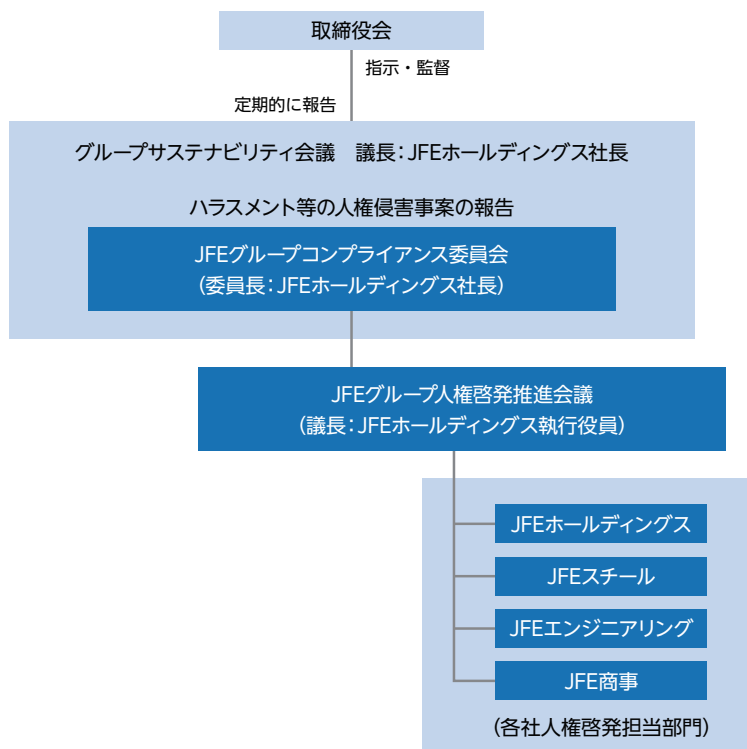 取締役会
指示・監督
定期的に報告
グループサステナビリティ会議　議長：JFEホールディングス社長
ハラスメント等の人権侵害事案の報告
JFEグループコンプライアンス委員会
（委員長：JFEホールディングス社長）
JFEグループ人権啓発推進会議
（議長：JFEホールディングス執行役員）
JFEホールディングス
JFEスチール
JFEエンジニアリング
JFE商事
（各社人権啓発担当部門）